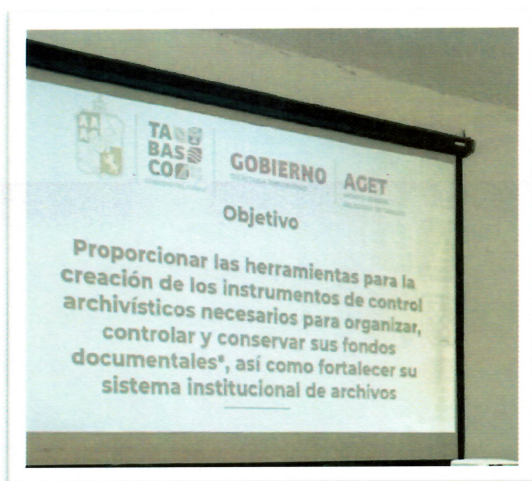 TA
BAS
CO
GOBIERNO
AGET
Objetivo
Proporcionar las herramientas para la
creación de los instrumentos de control
archivísticos necesarios para organizar,
controlar y conservar sus fondos
documentales", así como fortalecer su
sistema institucional de archivos